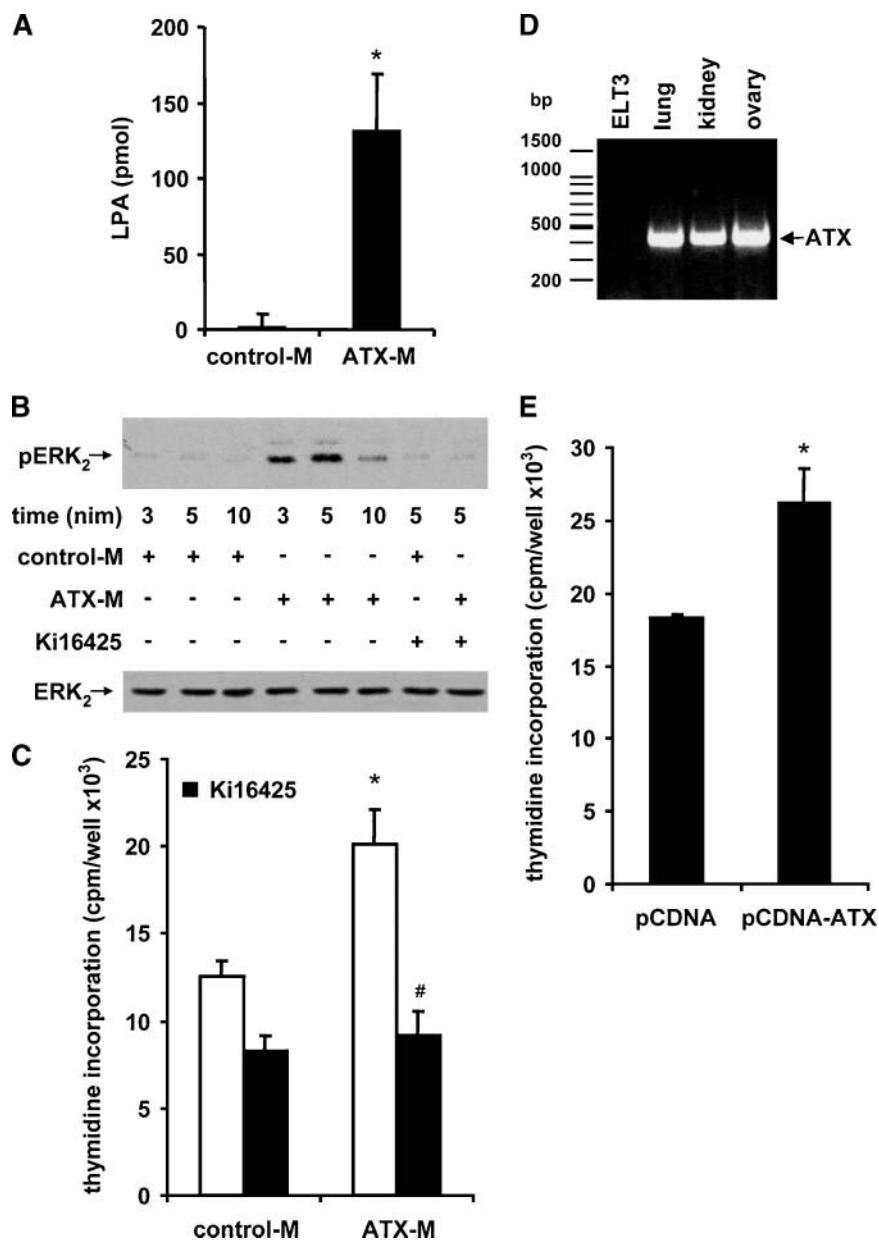 A
200
150
100
50
0
LPA (pmol)
*
control-M ATX-M
B
pERK2
time (nim) 3 5 10 3 5 10 5 5
control-M + + + - - - + -
ATX-M - - - + + + - +
Ki16425 - - - - - - + +
ERK2
C
25
20
15
10
5
0
thymidine incorporation (cpm/well x10³)
Ki16425
*
#
control-M ATX-M
D
bp
ELT3
lung
kidney
ovary
1500
1000
500
200
ATX
E
30
25
20
15
10
5
0
thymidine incorporation (cpm/well x10³)
*
pCDNA pCDNA-ATX